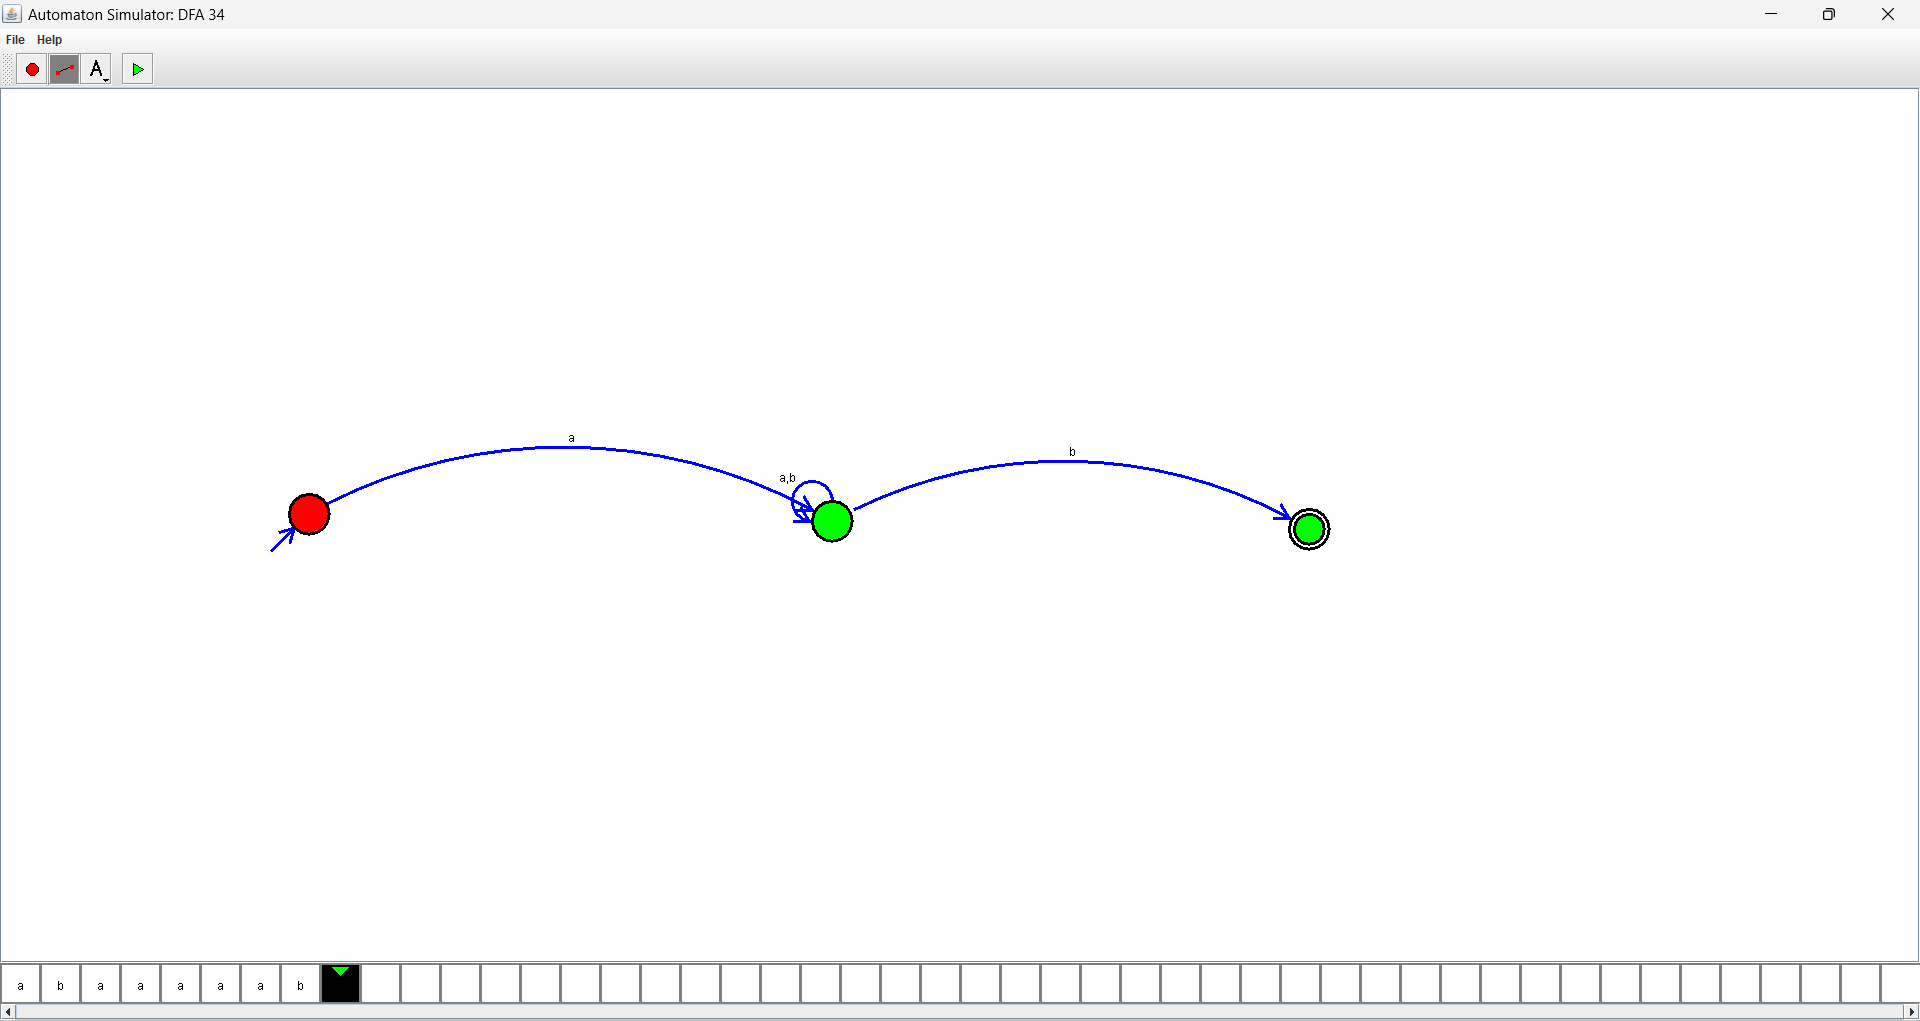 Automaton Simulator: DFA 34
File Help
A
a
b
a,b
a b a a a a a b